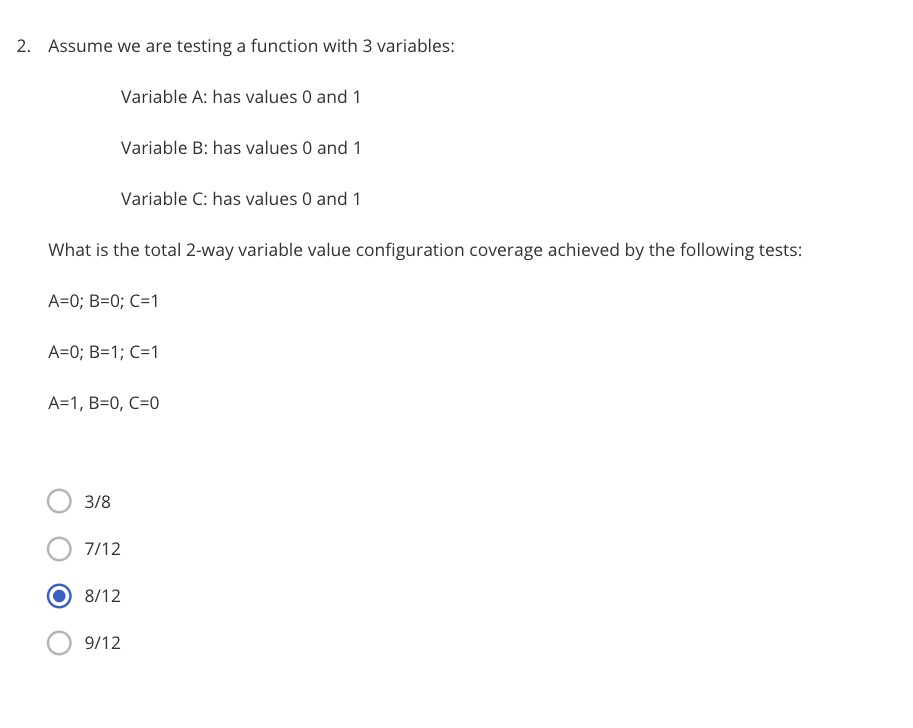 2. Assume we are testing a function with 3 variables:
Variable A: has values 0 and 1
Variable B: has values 0 and 1
Variable C: has values 0 and 1
What is the total 2-way variable value configuration coverage achieved by the following tests:
A=0; B=0; C=1
A=0; B=1; C=1
A=1, B=0, C=0
3/8
7/12
8/12
9/12